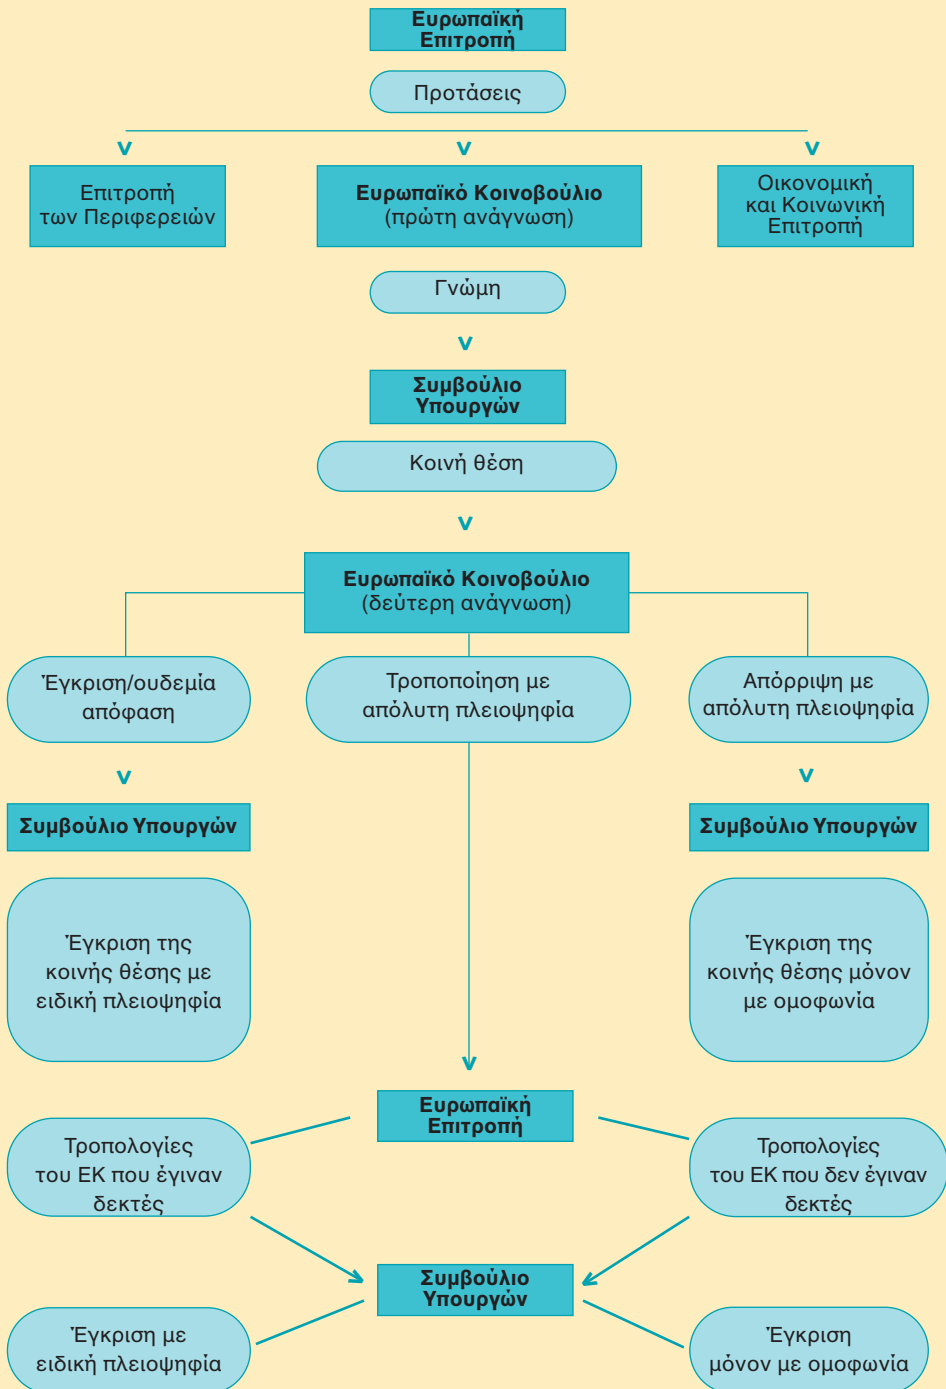 Ευρωπαϊκή
Επιτροπή
Προτάσεις
Επιτροπή
των Περιφερειών
Ευρωπαϊκό Κοινοβούλιο
(πρώτη ανάγνωση)
Οικονομική
και Κοινωνική
Επιτροπή
Γνώμη
Συμβούλιο
Υπουργών
Κοινή θέση
Ευρωπαϊκό Κοινοβούλιο
(δεύτερη ανάγνωση)
Έγκριση/ουδεμία
απόφαση
Τροποποίηση με
απόλυτη πλειοψηφία
Απόρριψη με
απόλυτη πλειοψηφία
Συμβούλιο Υπουργών
Συμβούλιο Υπουργών
Έγκριση της
κοινής θέσης με
ειδική πλειοψηφία
Έγκριση της
κοινής θέσης μόνον
με ομοφωνία
Ευρωπαϊκή
Επιτροπή
Τροπολογίες
του ΕΚ που έγιναν
δεκτές
Τροπολογίες
του ΕΚ που δεν έγιναν
δεκτές
Συμβούλιο
Υπουργών
Έγκριση με
ειδική πλειοψηφία
Έγκριση
μόνον με ομοφωνία